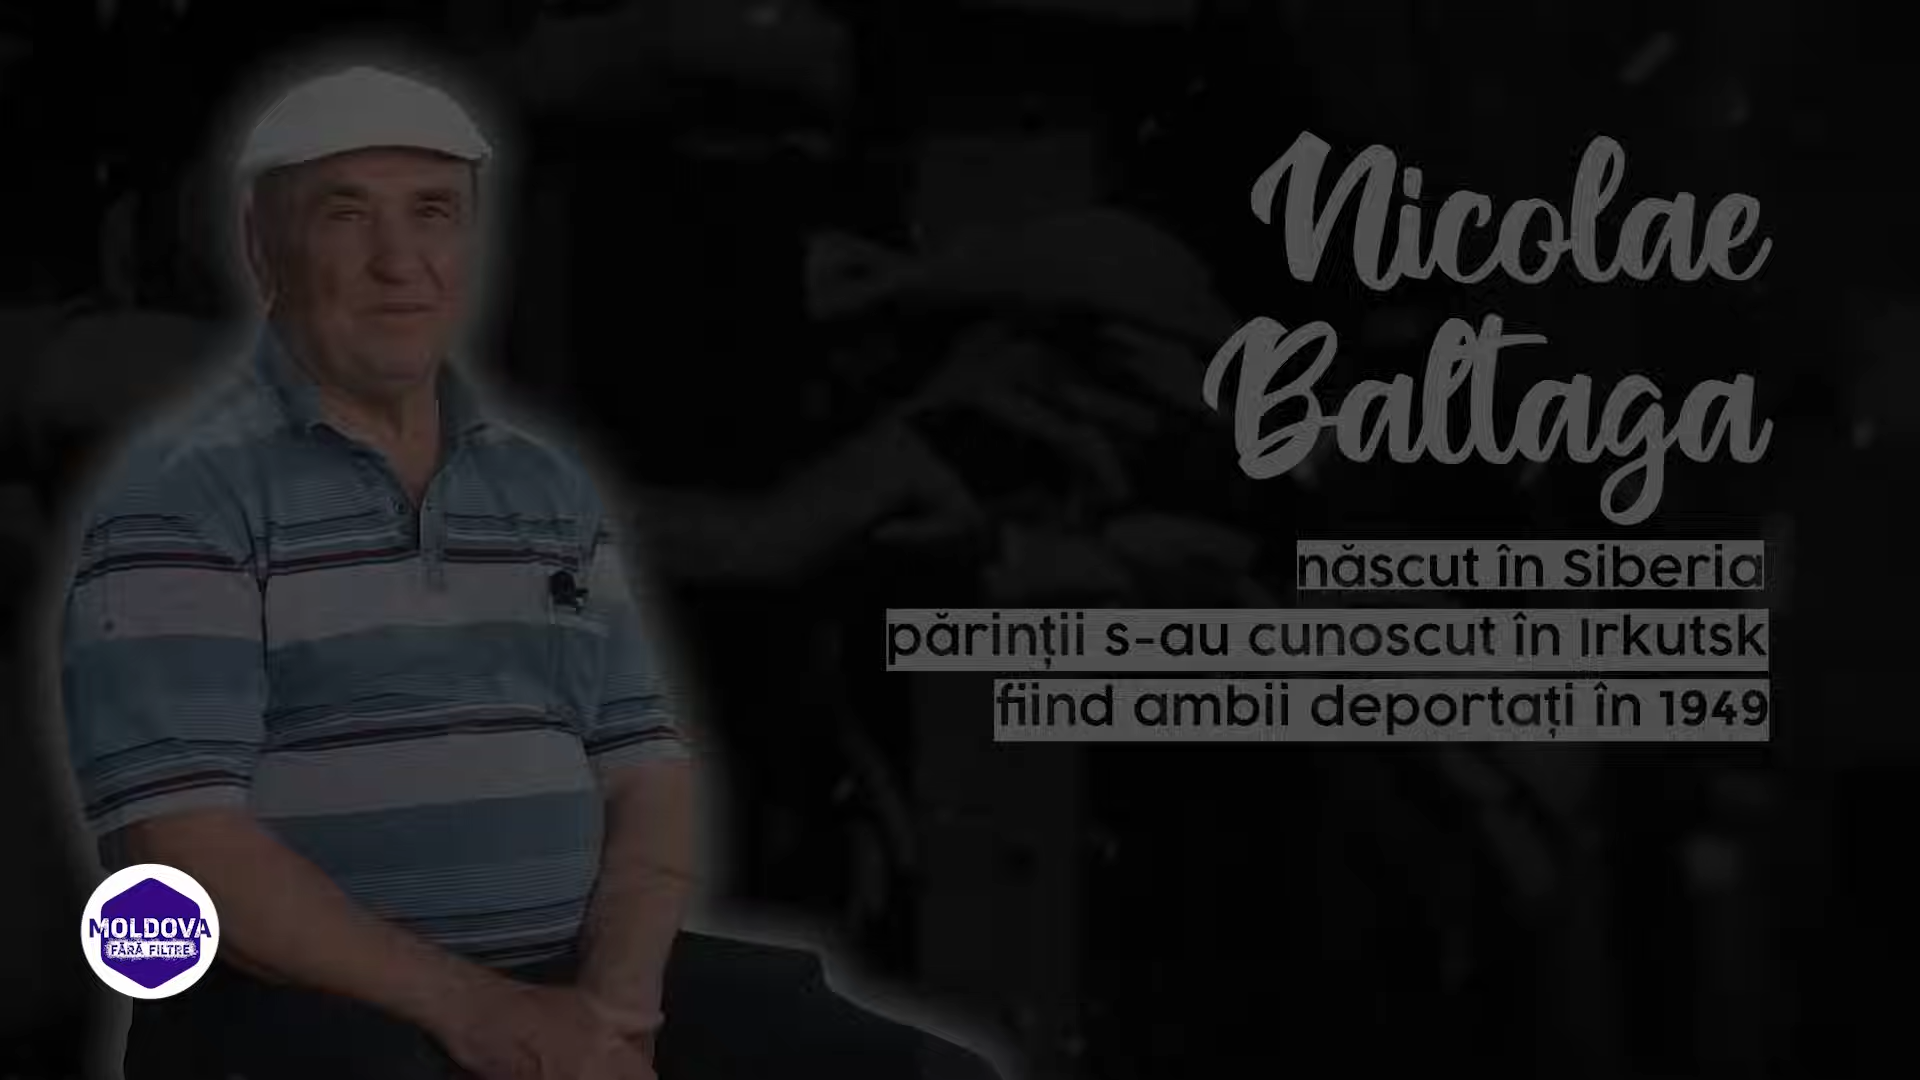 Nicolae
Baltaga
născut în Siberia
părinții s-au cunoscut în Irkutsk
fiind ambii deportați în 1949
MOLDOVA
FĂRĂ FILTRE